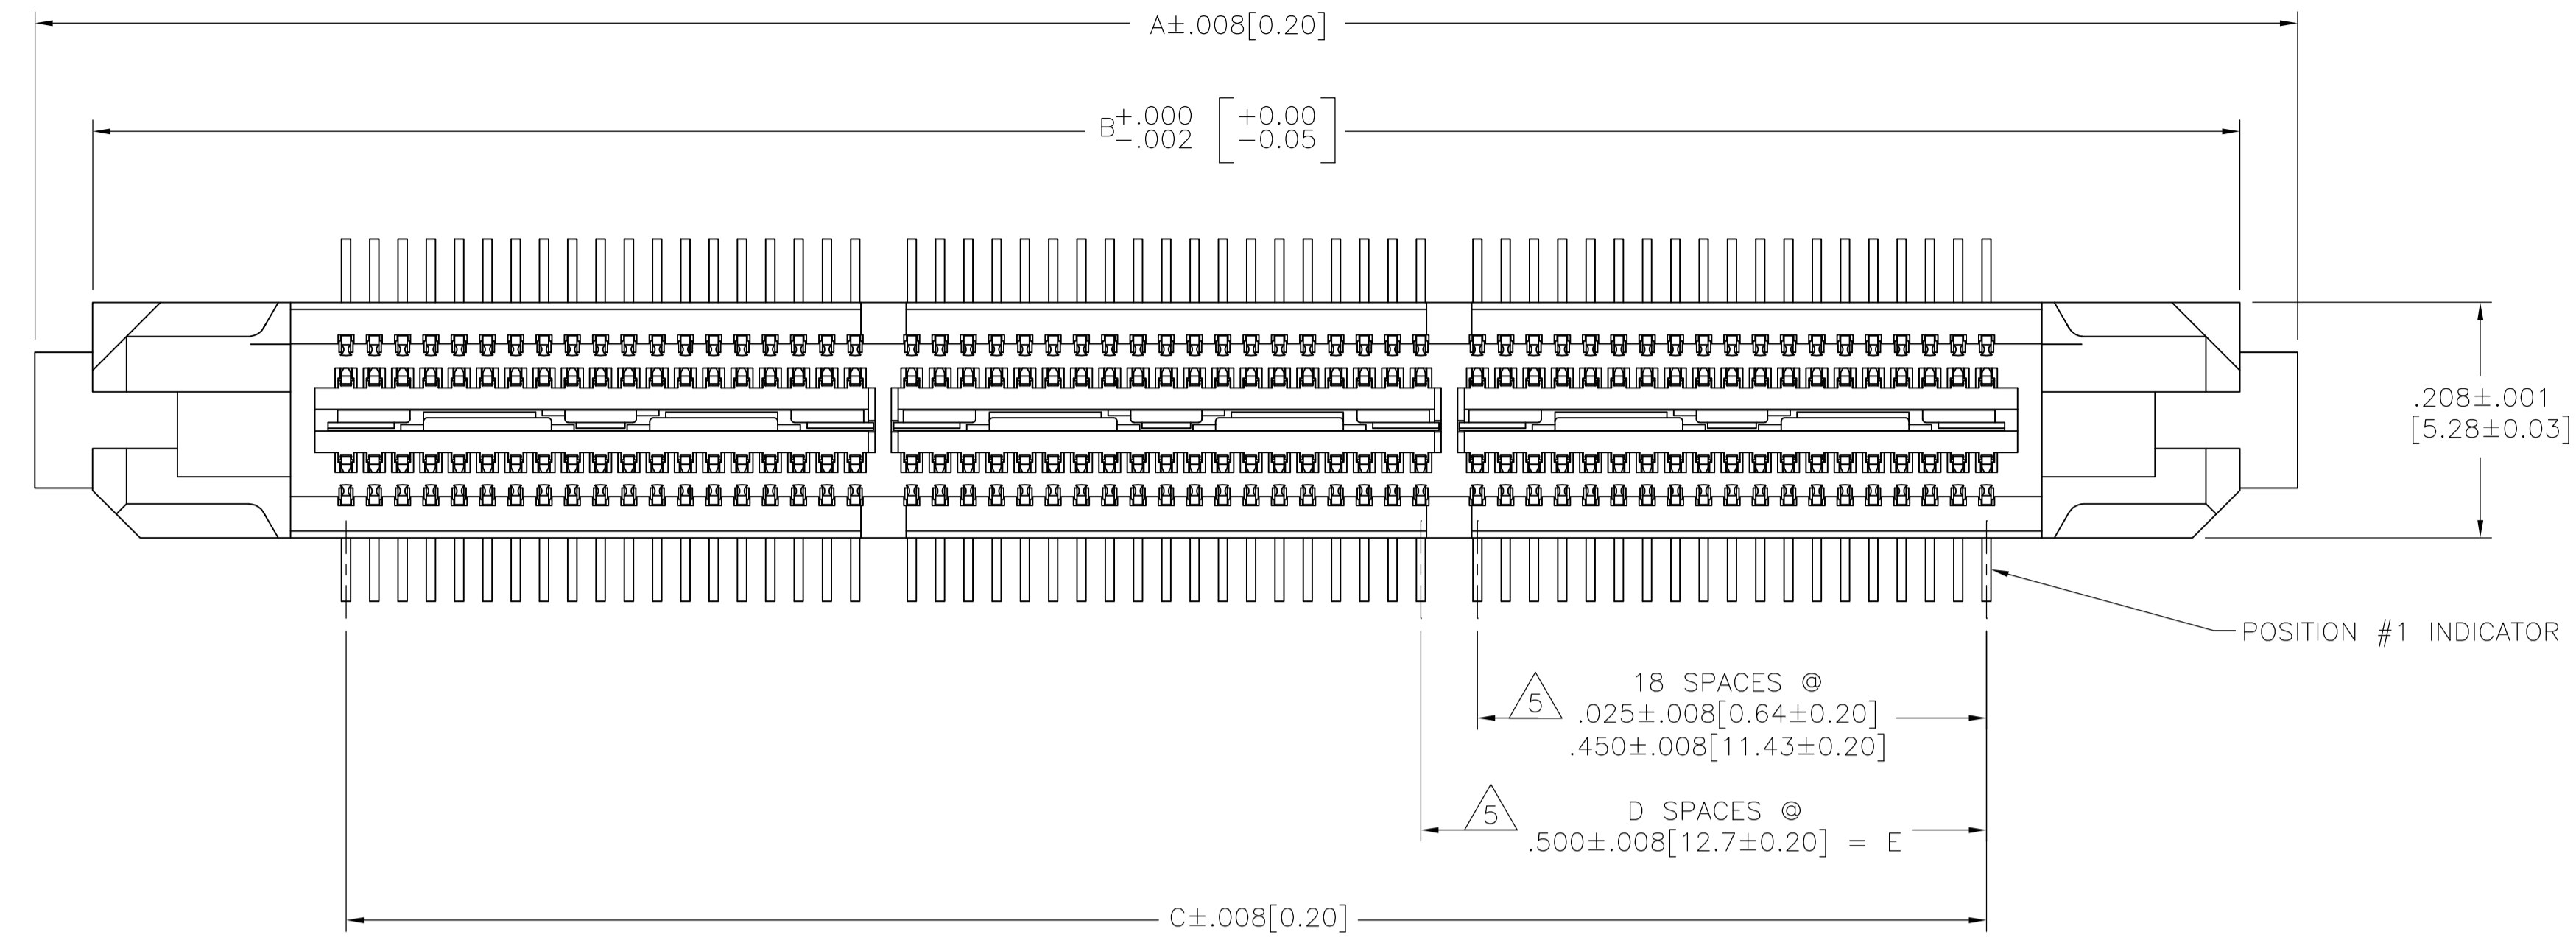 A±.008[0.20]
B+.000 -.002 [+0.00 -0.05]
.208±.001
[5.28±0.03]
POSITION #1 INDICATOR
5
18 SPACES @
.025±.008[0.64±0.20]
.450±.008[11.43±0.20]
5
D SPACES @
.500±.008[12.7±0.20] = E
C±.008[0.20]